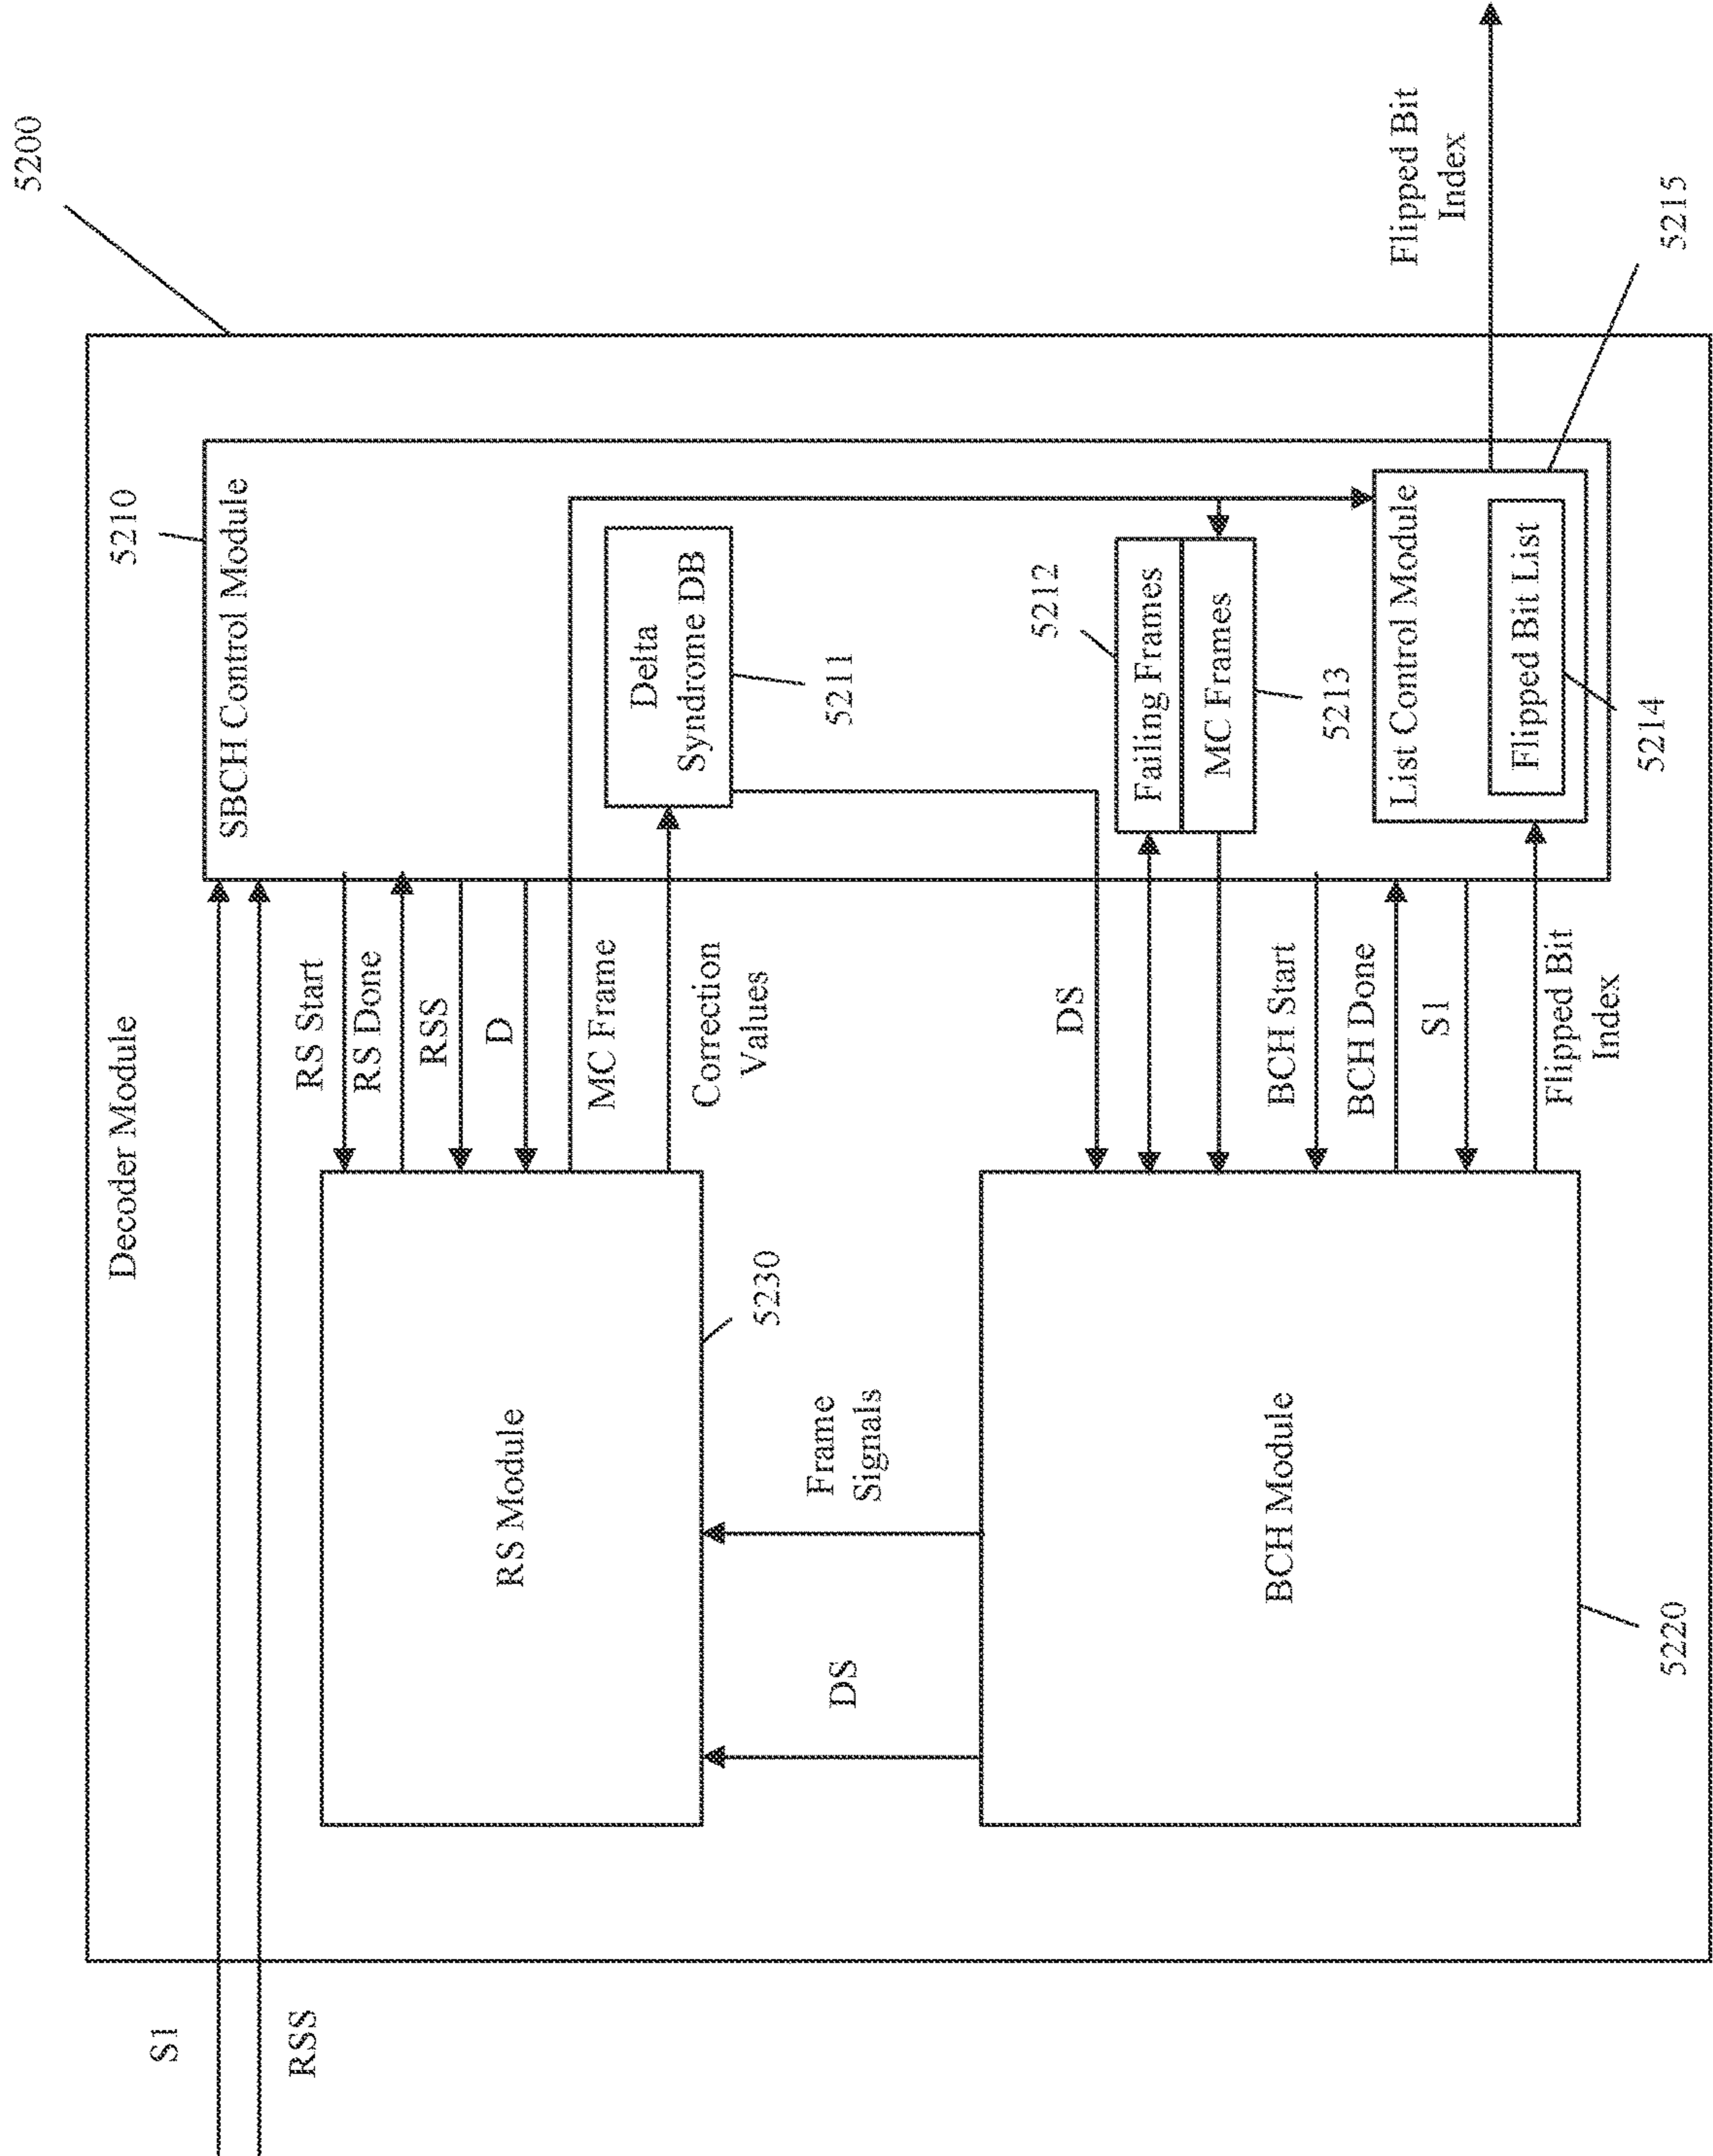 5200
Decoder Module
5210
SBCH Control Module
S1
RSS
RS Start
RS Done
RSS
D
MC Frame
Correction
Values
Delta
Syndrome DB
5211
RS Module
5230
DS
Frame
Signals
DS
5212
Failing Frames
MC Frames
5213
BCH Module
5220
BCH Start
BCH Done
S1
Flipped Bit
Index
List Control Module
Flipped Bit List
5214
5215
Flipped Bit
Index